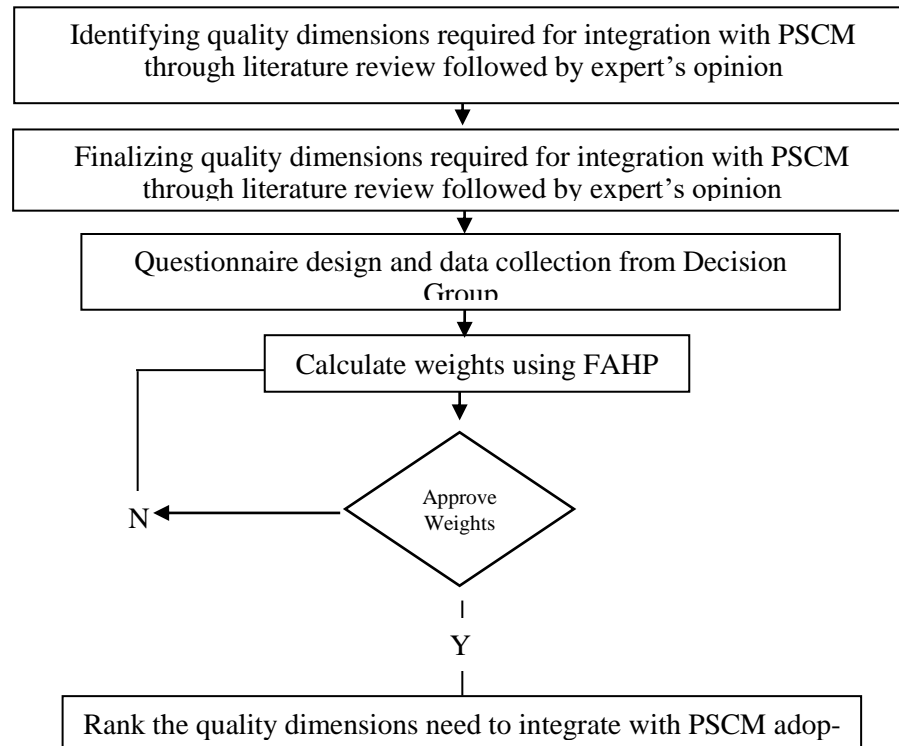 Identifying quality dimensions required for integration with PSCM
through literature review followed by expert’s opinion
Finalizing quality dimensions required for integration with PSCM
through literature review followed by expert’s opinion
Questionnaire design and data collection from Decision
Group
Calculate weights using FAHP
Approve
Weights
N
Y
Rank the quality dimensions need to integrate with PSCM adop-